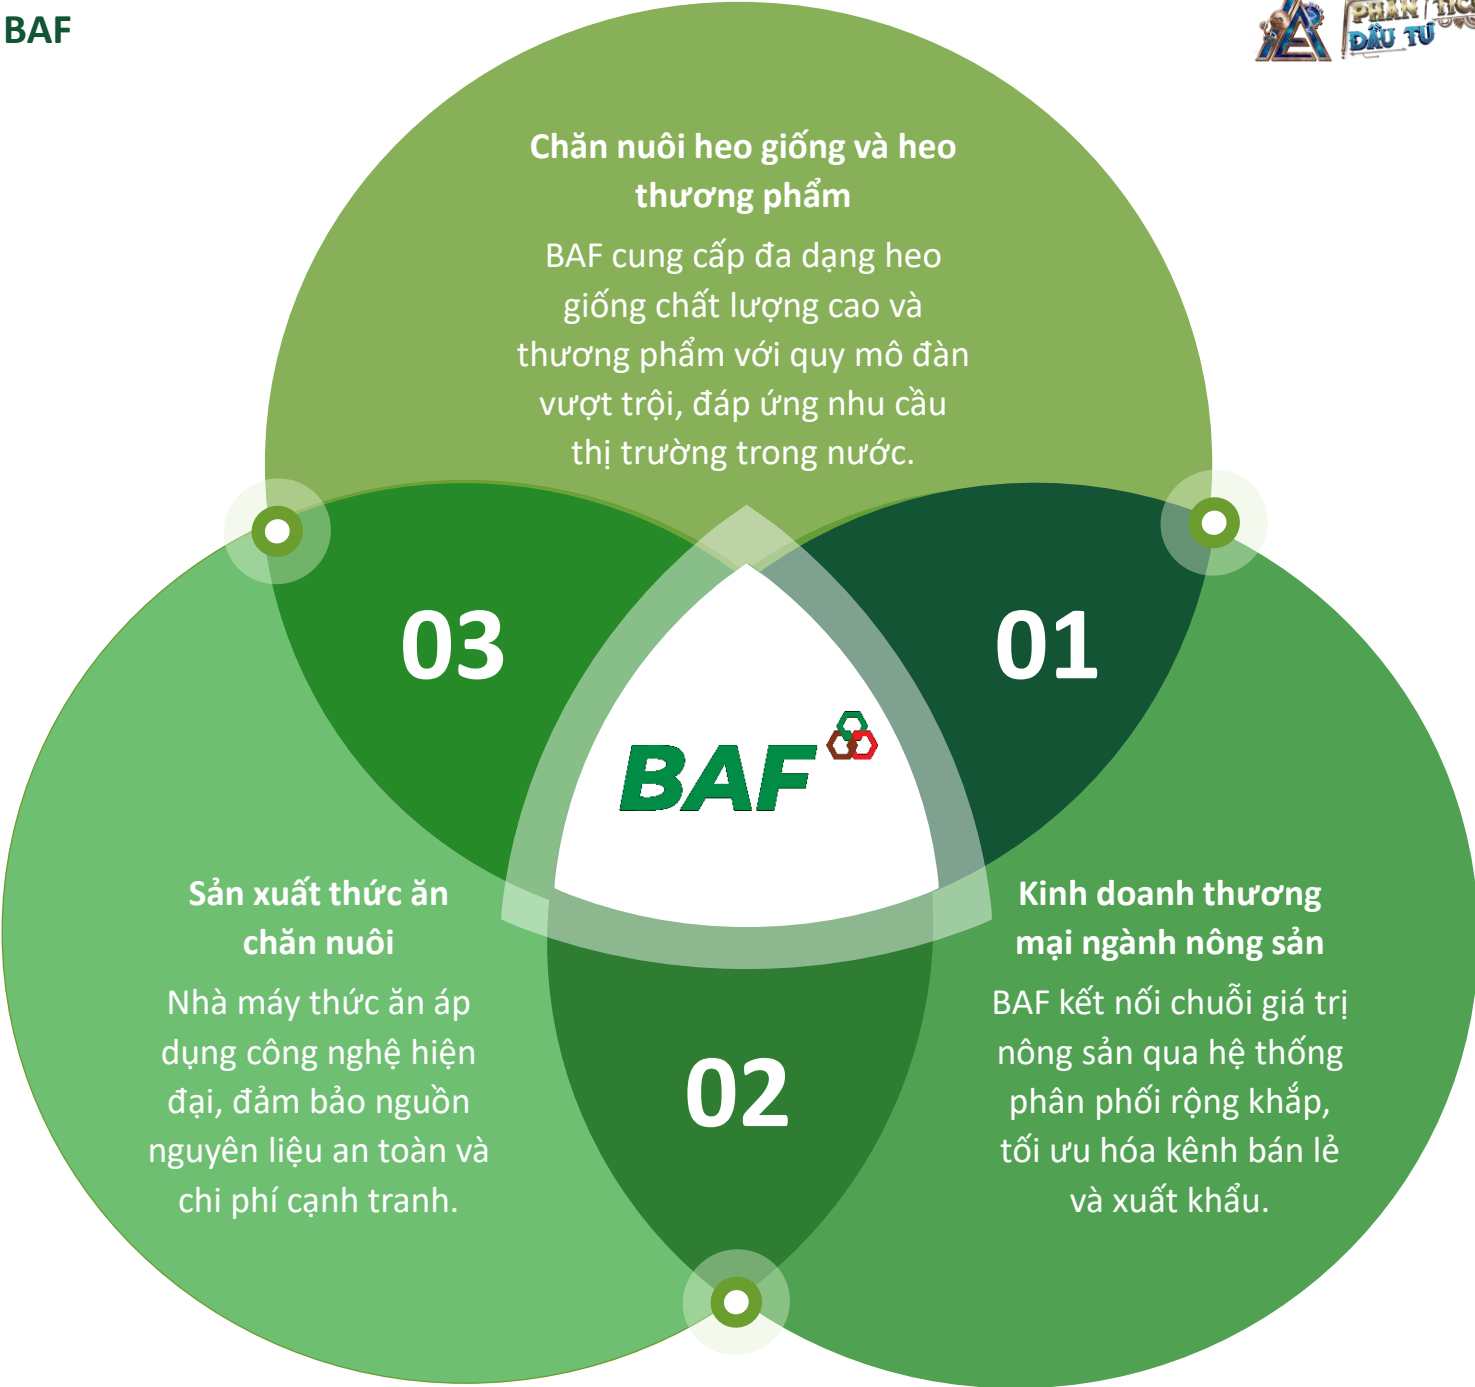 BAF
PHÂN TÍCH
ĐẦU TƯ
Chăn nuôi heo giống và heo
thương phẩm
BAF cung cấp đa dạng heo
giống chất lượng cao và
thương phẩm với quy mô đàn
vượt trội, đáp ứng nhu cầu
thị trường trong nước.
03
01
BAF
Sản xuất thức ăn
chăn nuôi
Nhà máy thức ăn áp
dụng công nghệ hiện
đại, đảm bảo nguồn
nguyên liệu an toàn và
chi phí cạnh tranh.
02
Kinh doanh thương
mại ngành nông sản
BAF kết nối chuỗi giá trị
nông sản qua hệ thống
phân phối rộng khắp,
tối ưu hóa kênh bán lẻ
và xuất khẩu.